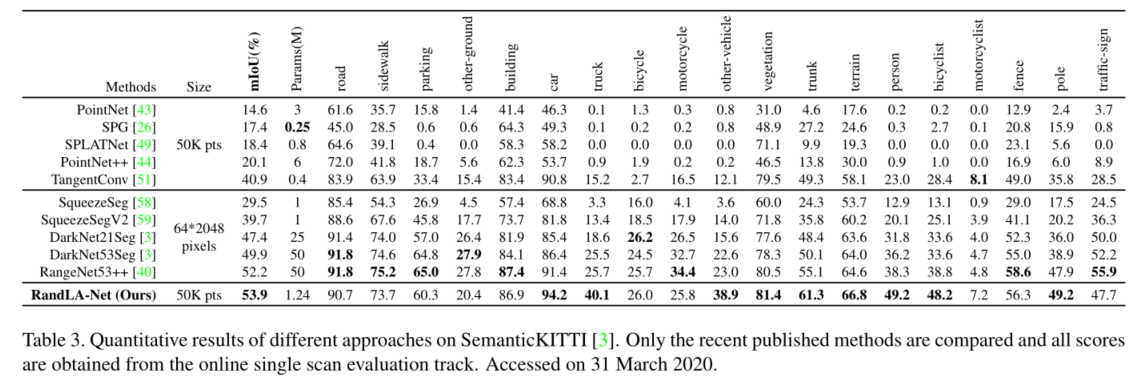 Methods Size mIoU(%) Params(M) road sidewalk parking other-ground building car truck bicycle motorcycle other-vehicle vegetation trunk terrain person bicyclist motorcyclist fence pole traffic-sign
PointNet [43] 14.6 3 61.6 35.7 15.8 1.4 41.4 46.3 0.1 1.3 0.3 0.8 31.0 4.6 17.6 0.2 0.2 0.0 12.9 2.4 3.7
SPG [26] 17.4 0.25 45.0 28.5 0.6 0.6 64.3 49.3 0.1 0.2 0.2 0.8 48.9 27.2 24.6 0.3 2.7 0.1 20.8 15.9 0.8
SPLATNet [49] 50K pts 18.4 0.8 64.6 39.1 0.4 0.0 58.3 58.2 0.0 0.0 0.0 0.0 71.1 9.9 19.3 0.0 0.0 0.0 23.1 5.6 0.0
PointNet++ [44] 20.1 6 72.0 41.8 18.7 5.6 62.3 53.7 0.9 1.9 0.2 0.2 46.5 13.8 30.0 0.9 1.0 0.0 16.9 6.0 8.9
TangentConv [51] 40.9 0.4 83.9 63.9 33.4 15.4 83.4 90.8 15.2 2.7 16.5 12.1 79.5 49.3 58.1 23.0 28.4 8.1 49.0 35.8 28.5
SqueezeSeg [58] 29.5 1 85.4 54.3 26.9 4.5 57.4 68.8 3.3 16.0 4.1 3.6 60.0 24.3 53.7 12.9 13.1 0.9 29.0 17.5 24.5
SqueezeSegV2 [59] 39.7 1 88.6 67.6 45.8 17.7 73.7 81.8 13.4 18.5 17.9 14.0 71.8 35.8 60.2 20.1 25.1 3.9 41.1 20.2 36.3
DarkNet21Seg [3] 64*2048 pixels 47.4 25 91.4 74.0 57.0 26.4 81.9 85.4 18.6 26.2 26.5 15.6 77.6 48.4 63.6 31.8 33.6 4.0 52.3 36.0 50.0
DarkNet53Seg [3] 49.9 50 91.8 74.6 64.8 27.9 84.1 86.4 25.5 24.5 32.7 22.6 78.3 50.1 64.0 36.2 33.6 4.7 55.0 38.9 52.2
RangeNet53++ [40] 52.2 50 91.8 75.2 65.0 27.8 87.4 91.4 25.7 25.7 34.4 23.0 80.5 55.1 64.6 38.3 38.8 4.8 58.6 47.9 55.9
RandLA-Net (Ours) 50K pts 53.9 1.24 90.7 73.7 60.3 20.4 86.9 94.2 40.1 26.0 25.8 38.9 81.4 61.3 66.8 49.2 48.2 7.2 56.3 49.2 47.7
Table 3. Quantitative results of different approaches on SemanticKITTI [3]. Only the recent published methods are compared and all scores
are obtained from the online single scan evaluation track. Accessed on 31 March 2020.